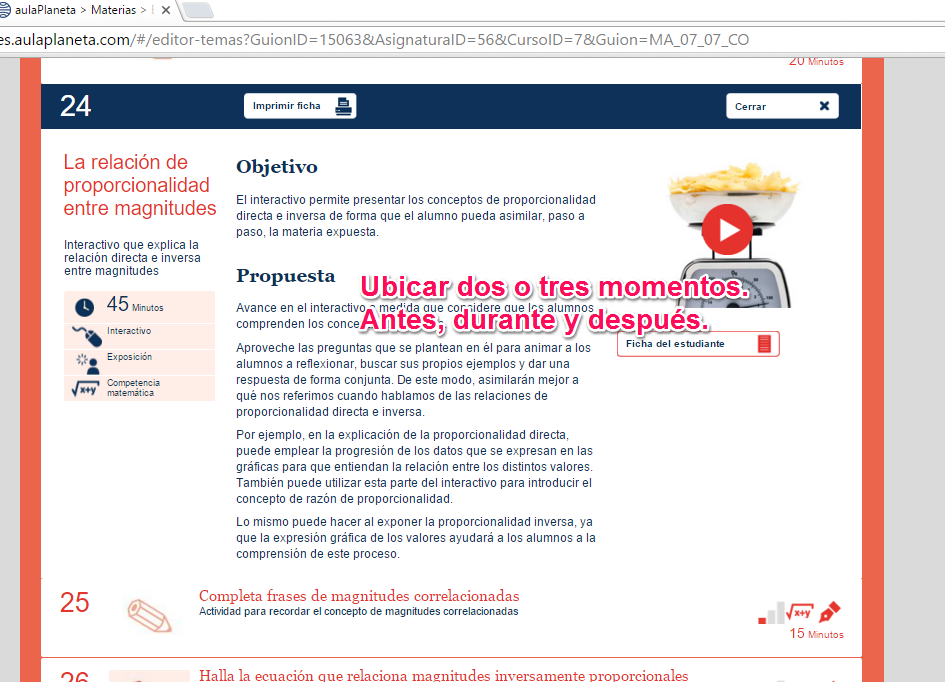 aulaPlaneta > Materias >
es.aulaplaneta.com/#/editor-temas?GuionID=15063&AsignaturaID=56&CursoID=7&Guion=MA_07_07_CO
20 Minutos
24
Imprimir ficha
Cerrar
La relación de
proporcionalidad
entre magnitudes
Interactivo que explica la
relación directa e inversa
entre magnitudes
45 Minutos
Interactivo
Exposición
√x+y
Competencia
matemática
Objetivo
El interactivo permite presentar los conceptos de proporcionalidad
directa e inversa de forma que el alumno pueda asimilar, paso a
paso, la materia expuesta.
Propuesta
Ubicar dos o tres momentos.
Antes, durante y después.
Avance en el interactivo a medida que considere que los alumnos
comprenden los
Aproveche las preguntas que se plantean en él para animar a los
alumnos a reflexionar, buscar sus propios ejemplos y dar una
respuesta de forma conjunta. De este modo, asimilarán mejor a
qué nos referimos cuando hablamos de las relaciones de
proporcionalidad directa e inversa.
Por ejemplo, en la explicación de la proporcionalidad directa,
puede emplear la progresión de los datos que se expresan en las
gráficas para que entiendan la relación entre los distintos valores.
También puede utilizar esta parte del interactivo para introducir el
concepto de razón de proporcionalidad.
Lo mismo puede hacer al exponer la proporcionalidad inversa, ya
que la expresión gráfica de los valores ayudará a los alumnos a la
comprensión de este proceso.
Ficha del estudiante
25
Completa frases de magnitudes correlacionadas
Actividad para recordar el concepto de magnitudes correlacionadas
√x+y
15 Minutos
26
Halla la ecuación que relaciona magnitudes inversamente proporcionales